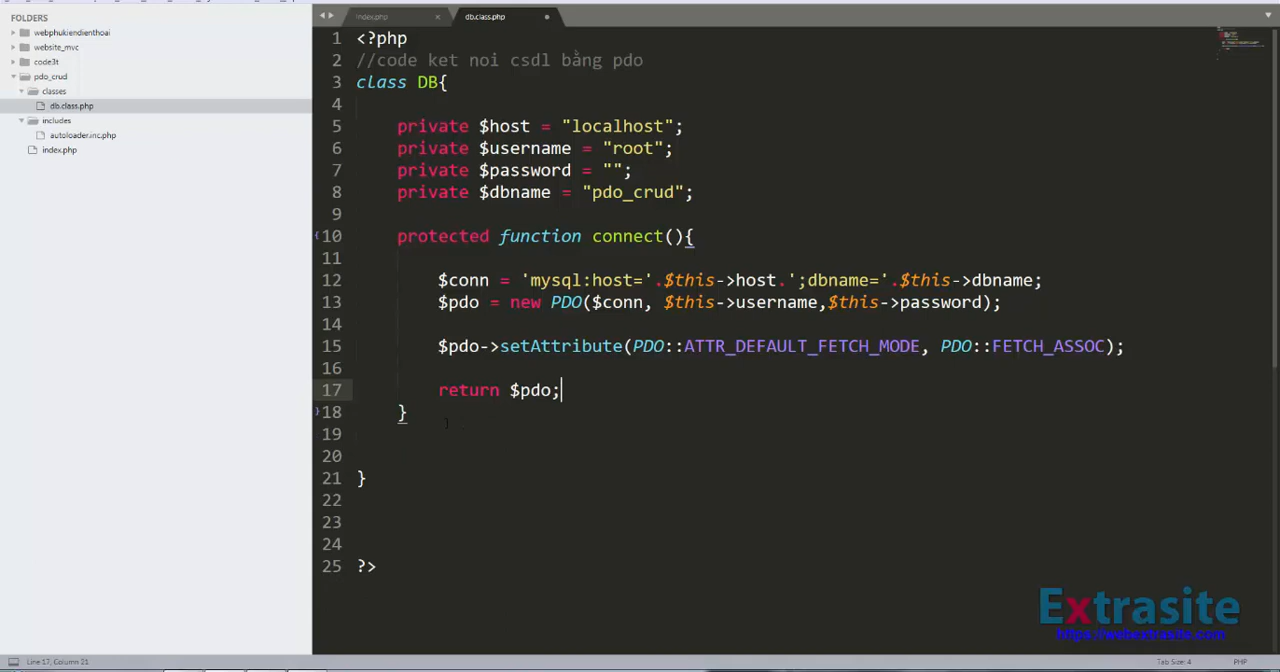 FOLDERS
webphukiendienthoai
website_mvc
code3t
pdo_crud
classes
db.class.php
includes
autoloader.inc.php
index.php
index.php ×
db.class.php
1 <?php
2 //code ket noi csdl bằng pdo
3 class DB{
4
5 private $host = "localhost";
6 private $username = "root";
7 private $password = "";
8 private $dbname = "pdo_crud";
9
10 protected function connect(){
11
12 $conn = 'mysql:host='.$this->host.';dbname='.$this->dbname;
13 $pdo = new PDO($conn, $this->username,$this->password);
14
15 $pdo->setAttribute(PDO::ATTR_DEFAULT_FETCH_MODE, PDO::FETCH_ASSOC);
16
17 return $pdo;
18 }
19
20
21 }
22
23
24
25 ?>
Extrasite
https://webextrasite.com
Line 17, Column 21
Tab Size: 4
PHP